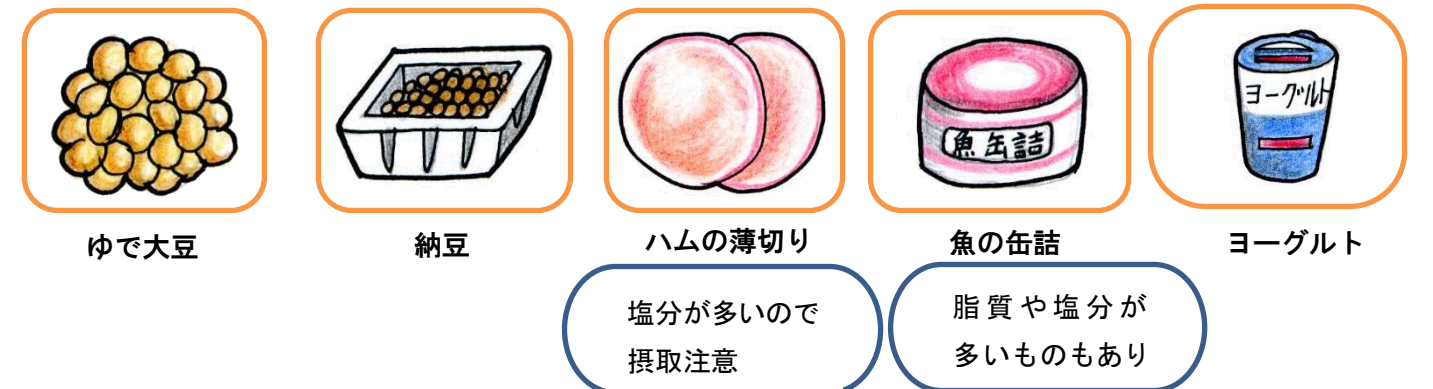 ヨーグルト
魚缶詰
ゆで大豆
納豆
ハムの薄切り
魚の缶詰
ヨーグルト
塩分が多いので
摂取注意
脂質や塩分が
多いものもあり